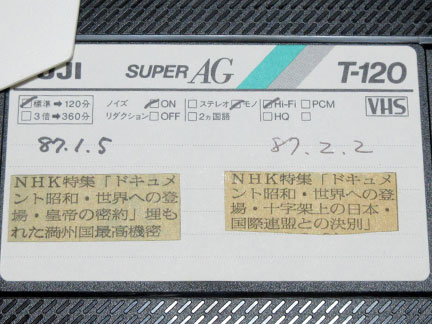 UJI SUPER AG T-120
標準➡120分 ノイズ ON ステレオ モノ Hi-Fi PCM
3倍➡360分 リダクション OFF 2ヵ国語 HQ VHS
87.1.5 87.2.2
NHK特集「ドキュメ
ント昭和・世界への登
場・皇帝の密約」埋も
れた満州国最高機密
NHK特集「ドキュメ
ント昭和・世界への登
場・十字架上の日本・
国際連盟との決別」